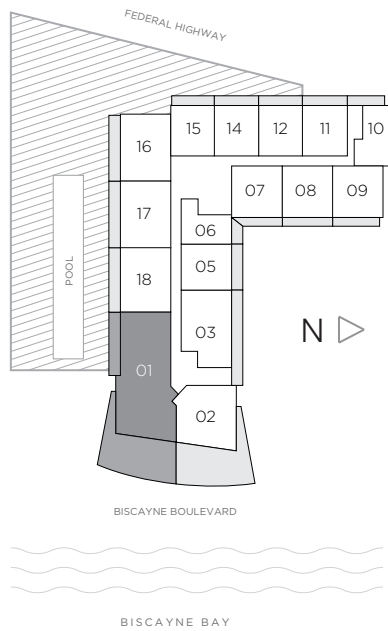 FEDERAL HIGHWAY
15 14 12 11 10
16
07 08 09
17
06
05
POOL
18
03
N
01
02
BISCAYNE BOULEVARD
BISCAYNE BAY